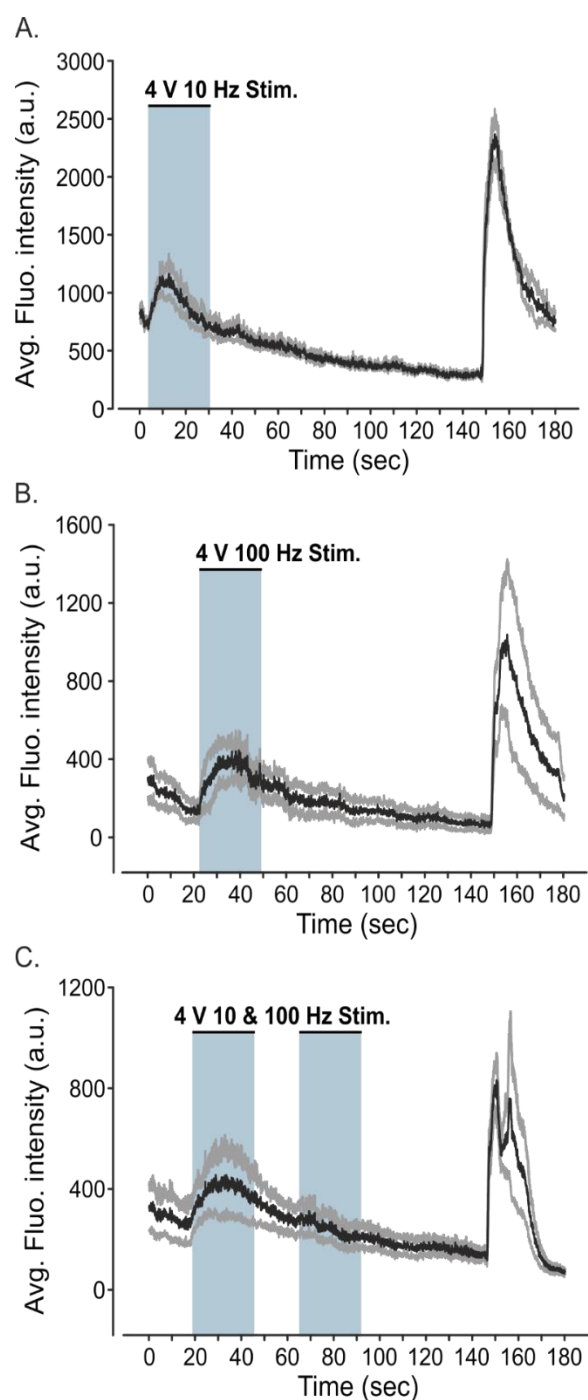 A.
4 V 10 Hz Stim.
Avg. Fluo. intensity (a.u.)
3000
2500
2000
1500
1000
500
0
0 20 40 60 80 100 120 140 160 180
Time (sec)
B.
4 V 100 Hz Stim.
Avg. Fluo. intensity (a.u.)
1600
1200
800
400
0
0 20 40 60 80 100 120 140 160 180
Time (sec)
C.
4 V 10 & 100 Hz Stim.
Avg. Fluo. intensity (a.u.)
1200
800
400
0
0 20 40 60 80 100 120 140 160 180
Time (sec)